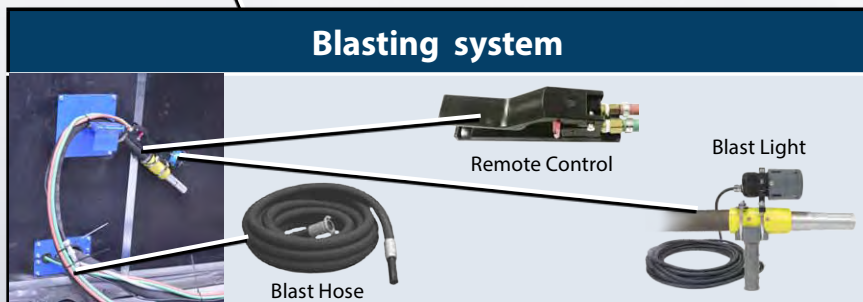 Blasting system
Remote Control
Blast Light
Blast Hose